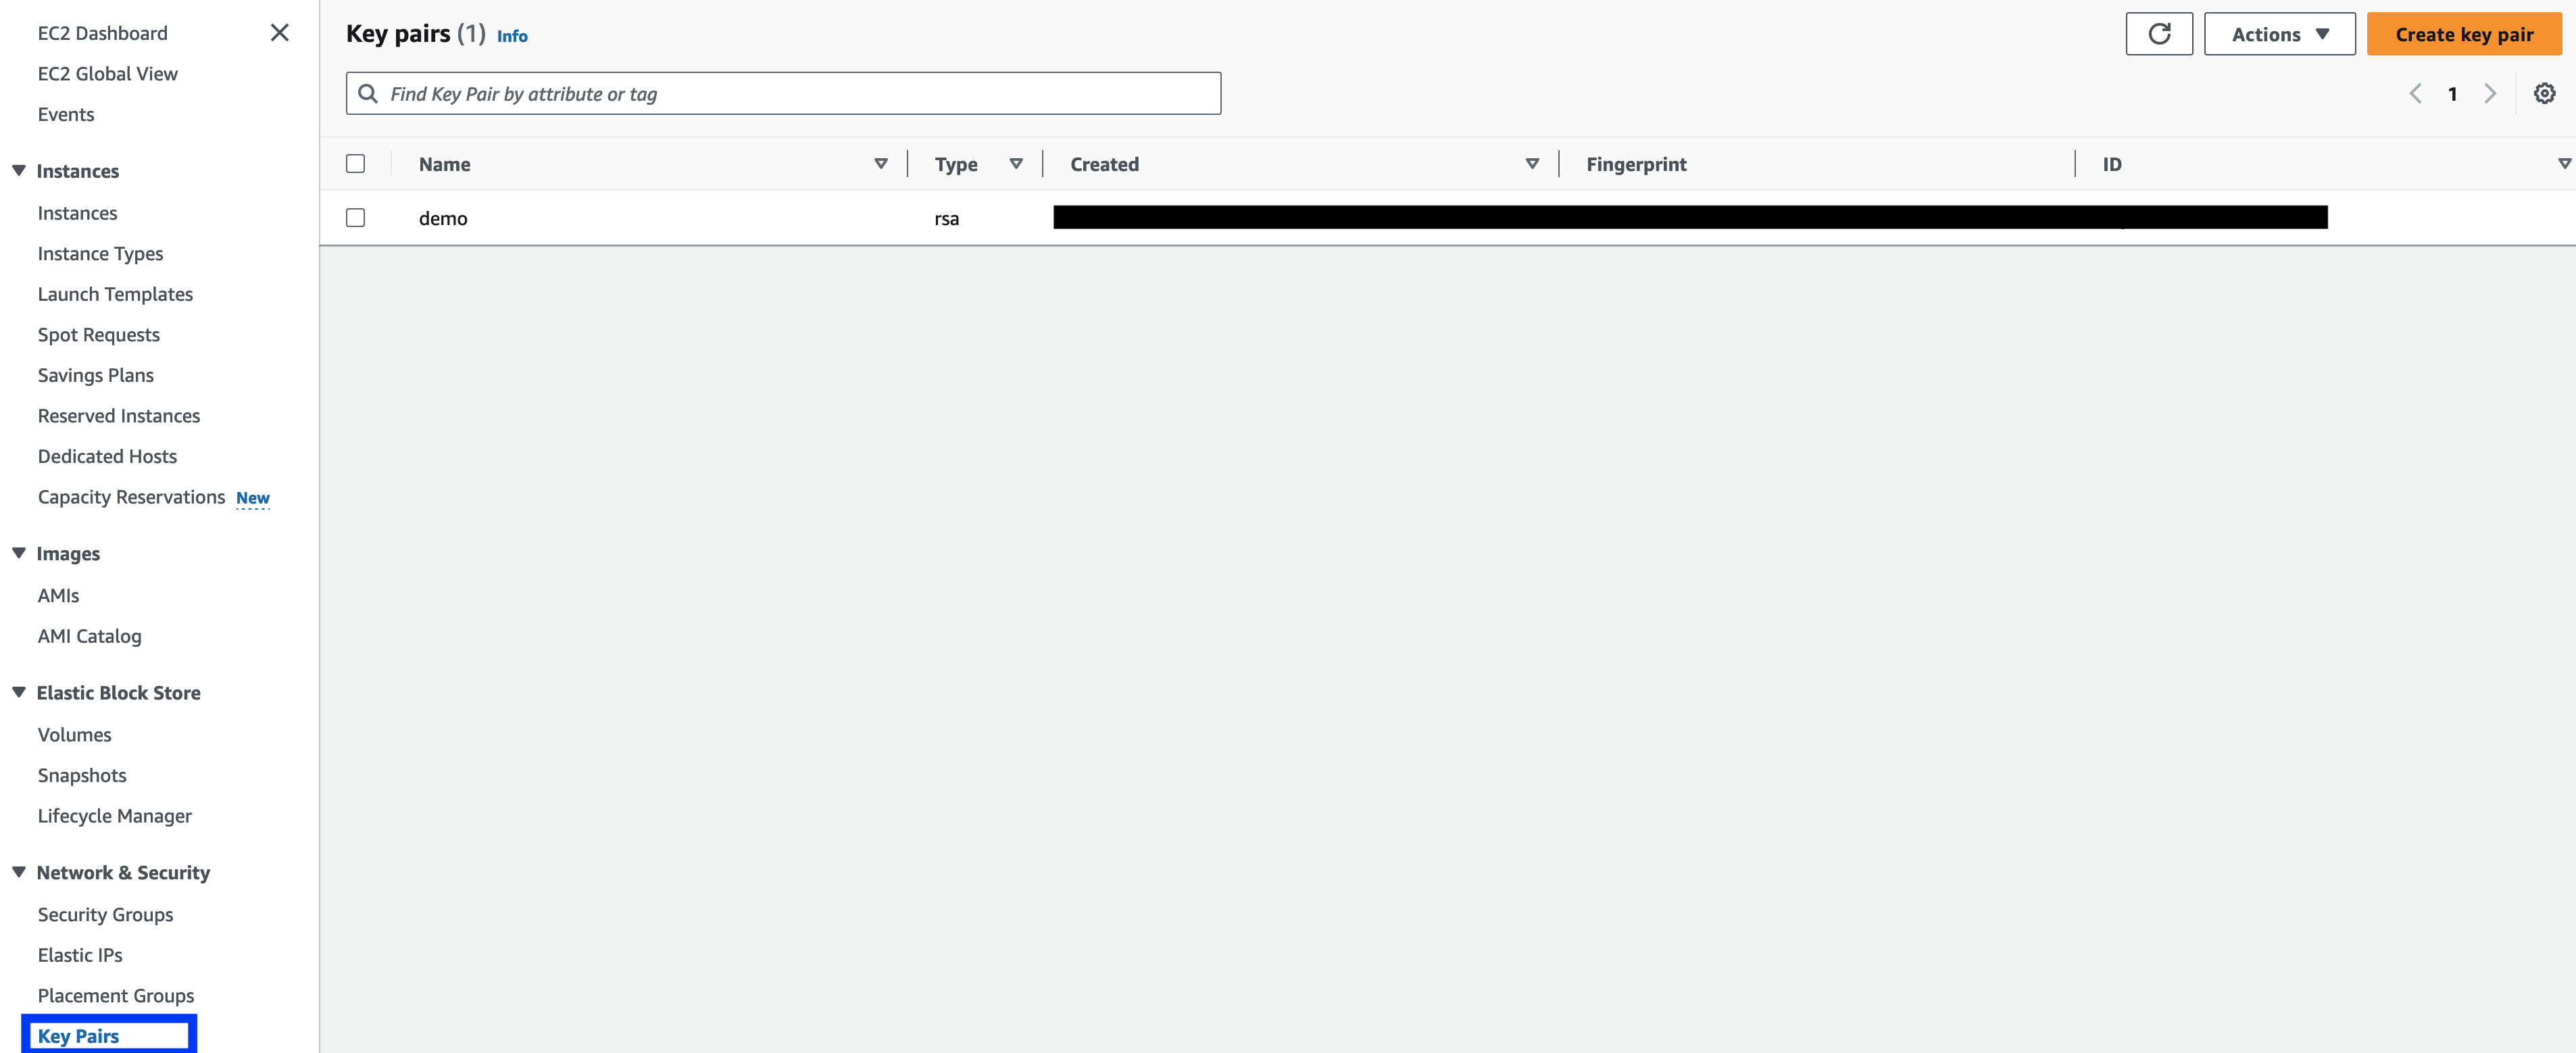 EC2 Dashboard
EC2 Global View
Events
Instances
Instances
Instance Types
Launch Templates
Spot Requests
Savings Plans
Reserved Instances
Dedicated Hosts
Capacity Reservations New
Images
AMIs
AMI Catalog
Elastic Block Store
Volumes
Snapshots
Lifecycle Manager
Network & Security
Security Groups
Elastic IPs
Placement Groups
Key Pairs
Key pairs (1) Info
Actions
Create key pair
Find Key Pair by attribute or tag
1
Name Type Created Fingerprint ID
demo rsa